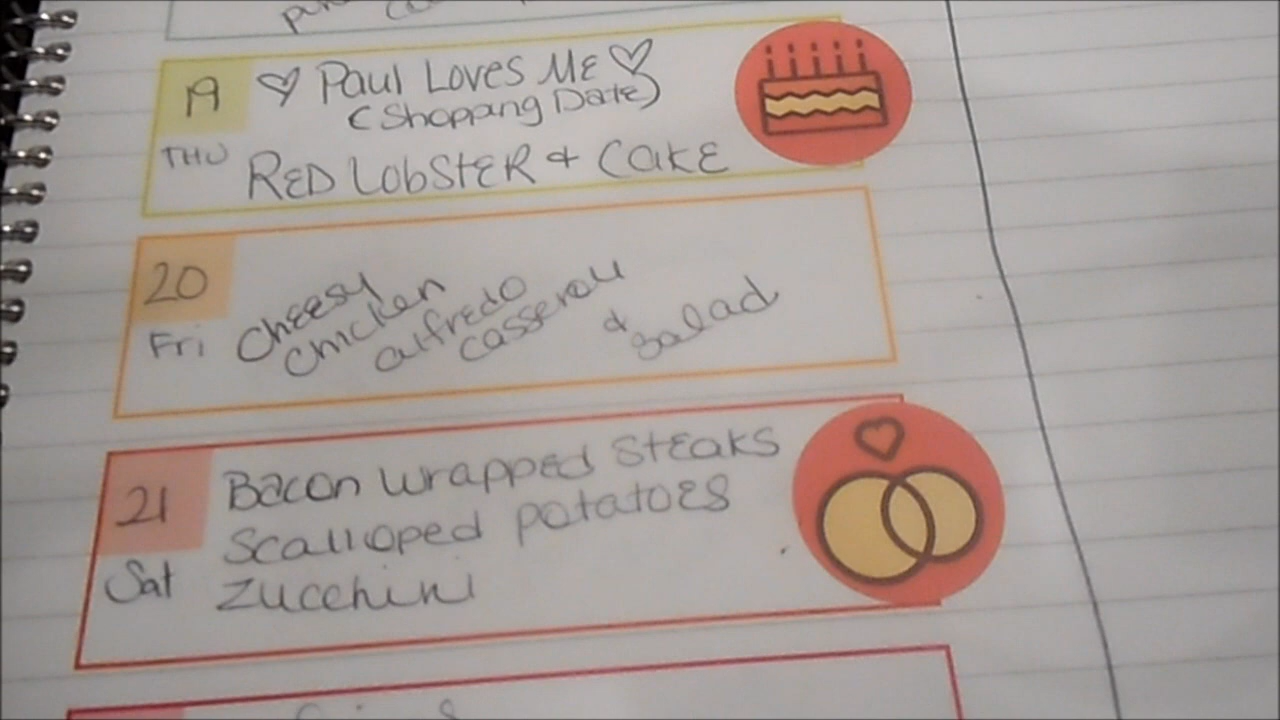 19 ♡ Paul Loves Me ♡
(Shopping Date)
THU RED LobSTER & CakE
20
Fri Cheesy
chicken
alfredo
casserou
& Salad
21 Bacon wrapped Steaks
Scalloped potatoes
Sat Zucchini